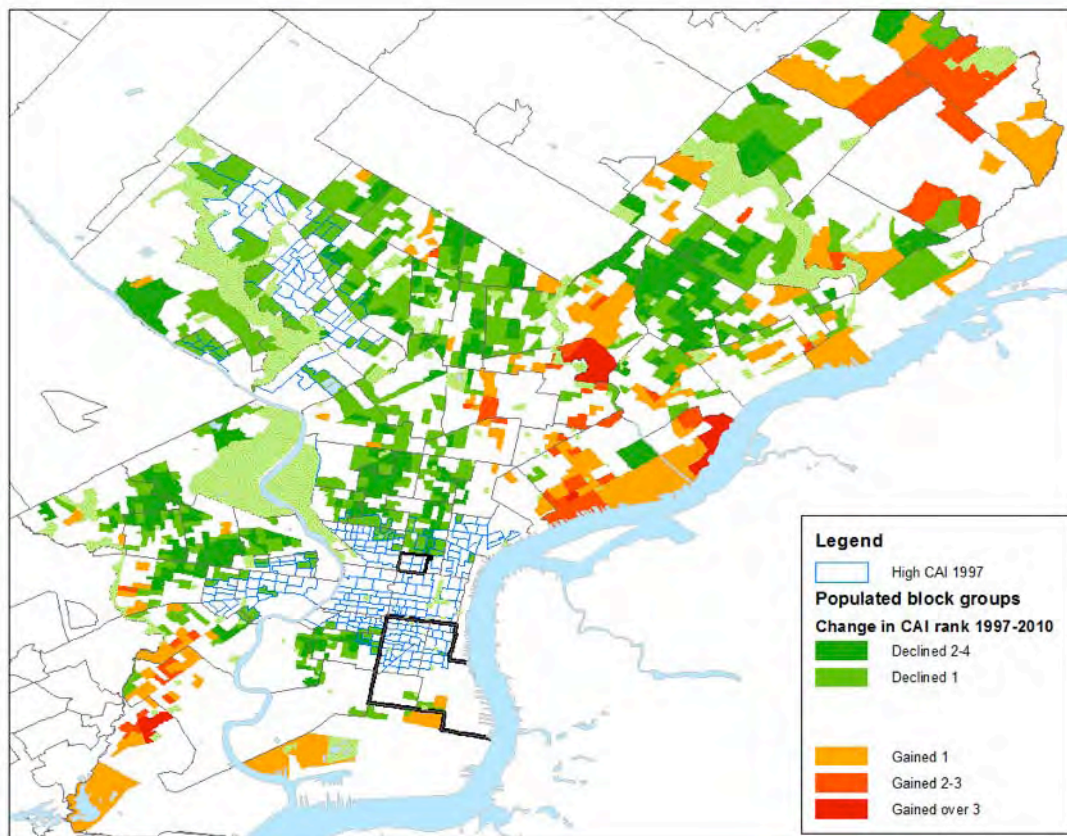 Legend
High CAI 1997
Populated block groups
Change in CAI rank 1997-2010
Declined 2-4
Declined 1
Gained 1
Gained 2-3
Gained over 3